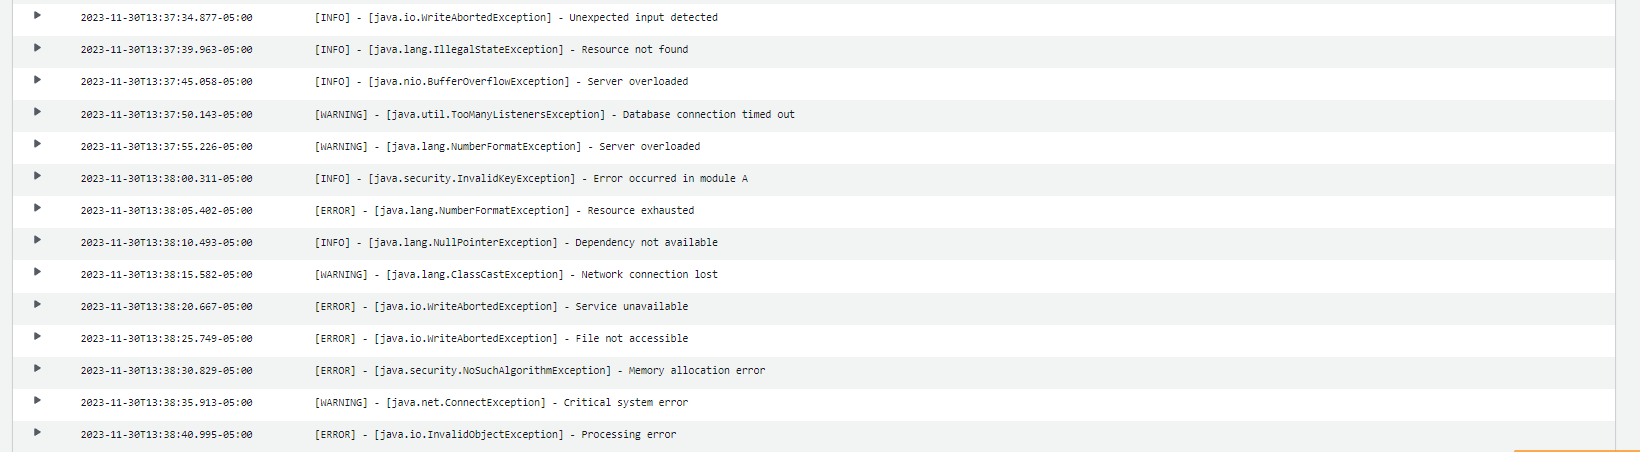 2023-11-30T13:37:34.877-05:00 [INFO] - [java.io.WriteAbortedException] - Unexpected input detected
2023-11-30T13:37:39.963-05:00 [INFO] - [java.lang.IllegalStateException] - Resource not found
2023-11-30T13:37:45.058-05:00 [INFO] - [java.nio.BufferOverflowException] - Server overloaded
2023-11-30T13:37:50.143-05:00 [WARNING] - [java.util.TooManyListenersException] - Database connection timed out
2023-11-30T13:37:55.226-05:00 [WARNING] - [java.lang.NumberFormatException] - Server overloaded
2023-11-30T13:38:00.311-05:00 [INFO] - [java.security.InvalidKeyException] - Error occurred in module A
2023-11-30T13:38:05.402-05:00 [ERROR] - [java.lang.NumberFormatException] - Resource exhausted
2023-11-30T13:38:10.493-05:00 [INFO] - [java.lang.NullPointerException] - Dependency not available
2023-11-30T13:38:15.582-05:00 [WARNING] - [java.lang.ClassCastException] - Network connection lost
2023-11-30T13:38:20.667-05:00 [ERROR] - [java.io.WriteAbortedException] - Service unavailable
2023-11-30T13:38:25.749-05:00 [ERROR] - [java.io.WriteAbortedException] - File not accessible
2023-11-30T13:38:30.829-05:00 [ERROR] - [java.security.NoSuchAlgorithmException] - Memory allocation error
2023-11-30T13:38:35.913-05:00 [WARNING] - [java.net.ConnectException] - Critical system error
2023-11-30T13:38:40.995-05:00 [ERROR] - [java.io.InvalidObjectException] - Processing error